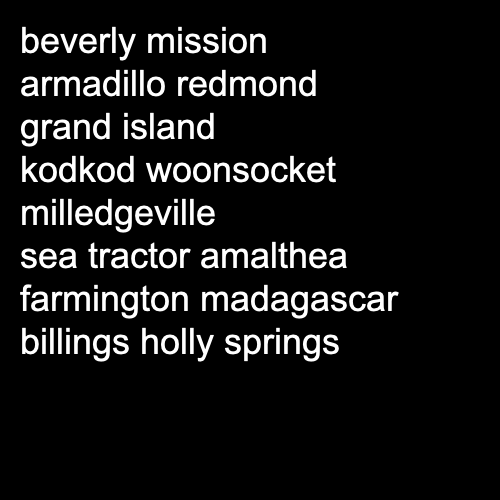 beverly mission
armadillo redmond
grand island
kodkod woonsocket
milledgeville
sea tractor amalthea
farmington madagascar
billings holly springs